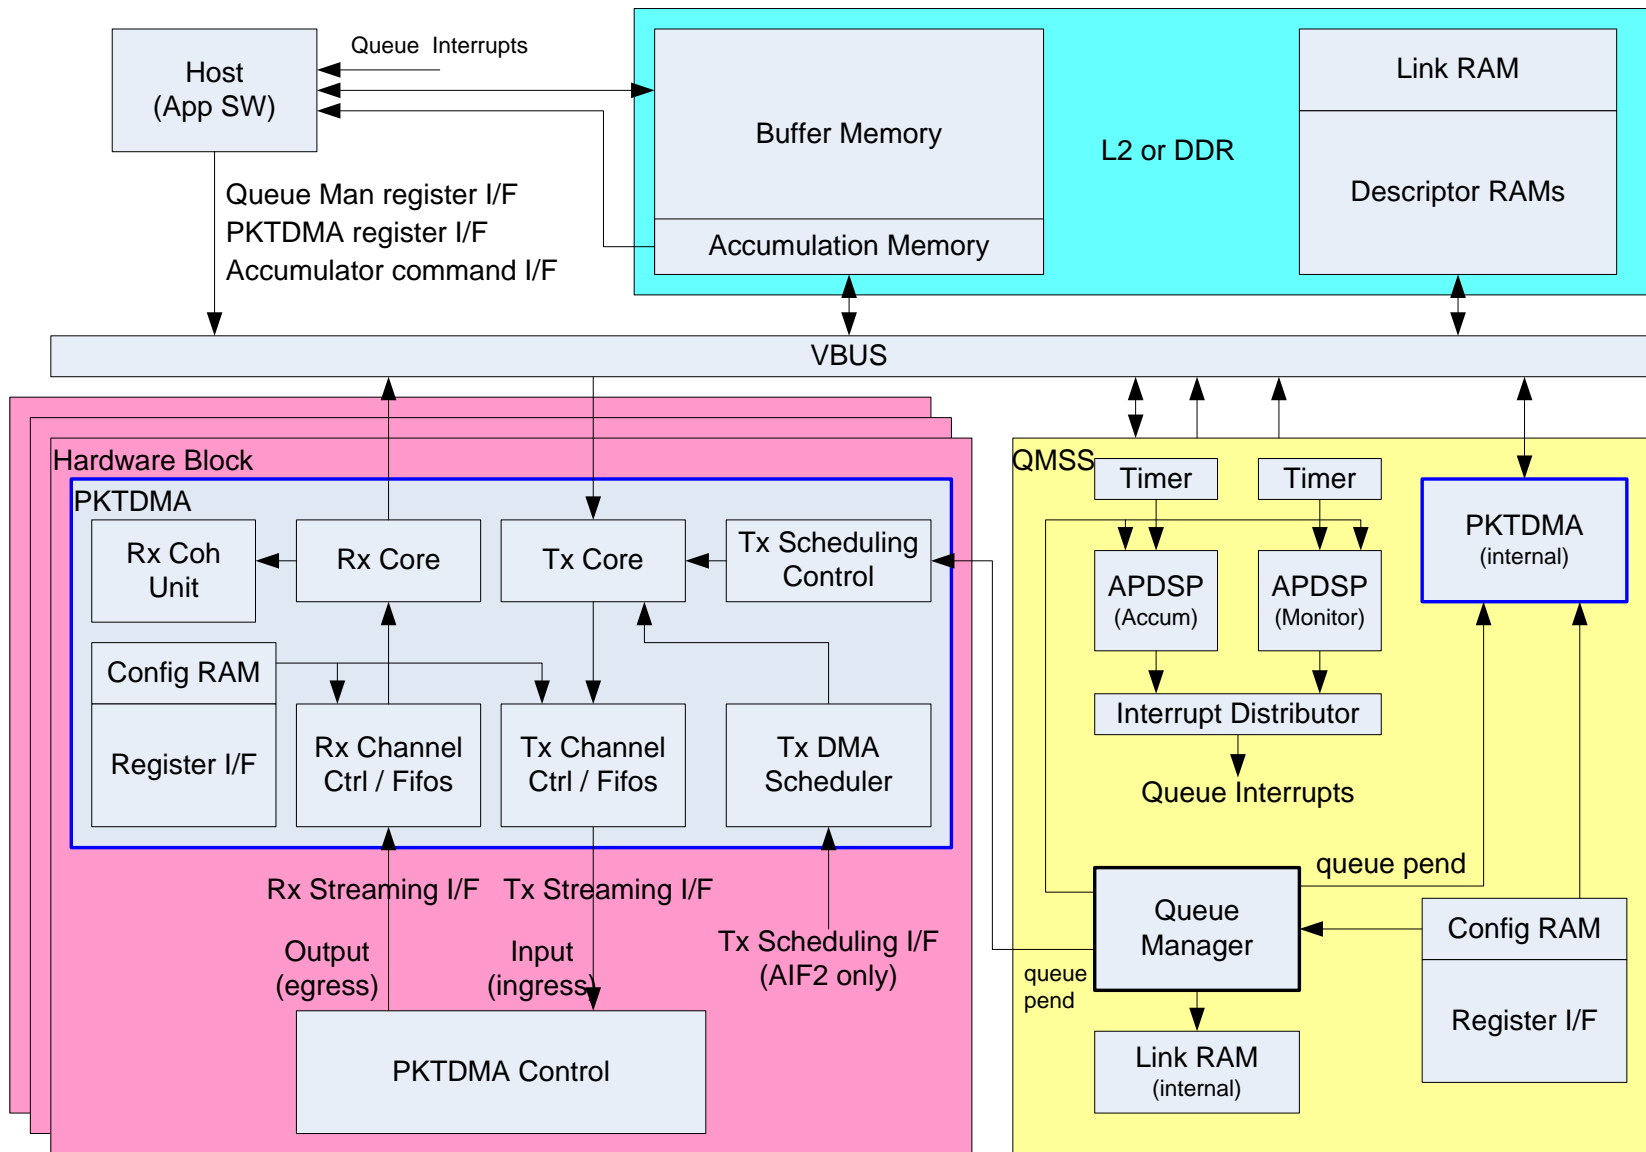 Host
(App SW)
Queue Interrupts
Buffer Memory
Accumulation Memory
L2 or DDR
Link RAM
Descriptor RAMs
Queue Man register I/F
PKTDMA register I/F
Accumulator command I/F
VBUS
Hardware Block
PKTDMA
Rx Coh
Unit
Rx Core
Tx Core
Tx Scheduling
Control
Config RAM
Register I/F
Rx Channel
Ctrl / Fifos
Tx Channel
Ctrl / Fifos
Tx DMA
Scheduler
Rx Streaming I/F
Tx Streaming I/F
Output
(egress)
Input
(ingress)
Tx Scheduling I/F
(AIF2 only)
PKTDMA Control
QMSS
Timer
Timer
APDSP
(Accum)
APDSP
(Monitor)
PKTDMA
(internal)
Interrupt Distributor
Queue Interrupts
queue pend
Queue
Manager
queue
pend
Config RAM
Register I/F
Link RAM
(internal)